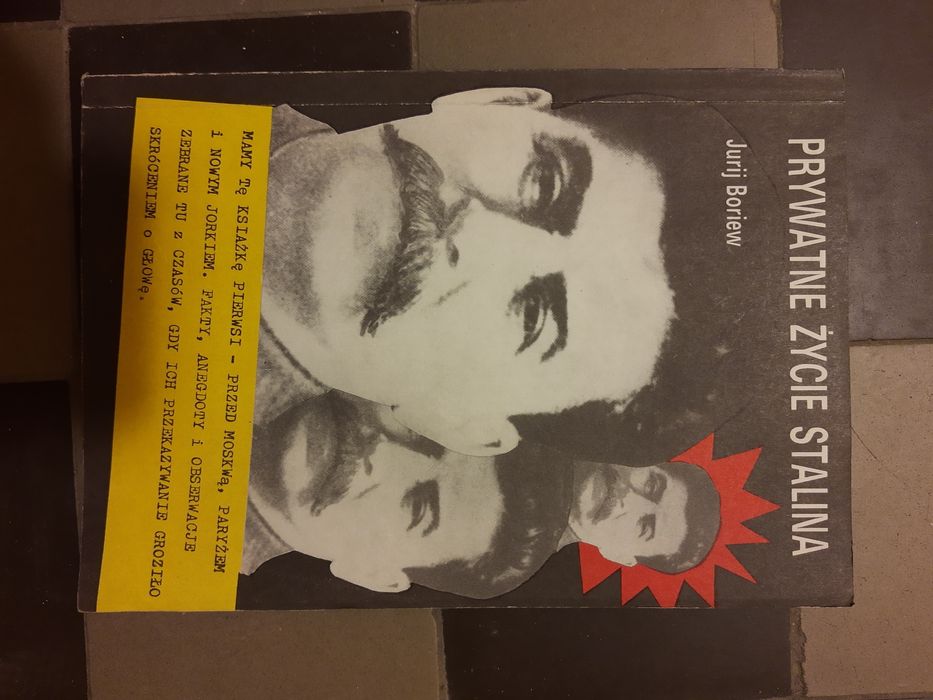 PRYWATNE ŻYCIE STALINA
Jurij Boriew
MAMY TĘ KSIĄŻKĘ PIERWSI - PRZED MOSKWĄ, PARYŻEM
i NOWYM JORKIEM. FAKTY, ANEGDOTY i OBSERWACJE
ZEBRANE TU z CZASÓW, GDY ICH PRZEKAZYWANIE GROZIŁO
SKRÓCENIEM o GŁOWĘ.